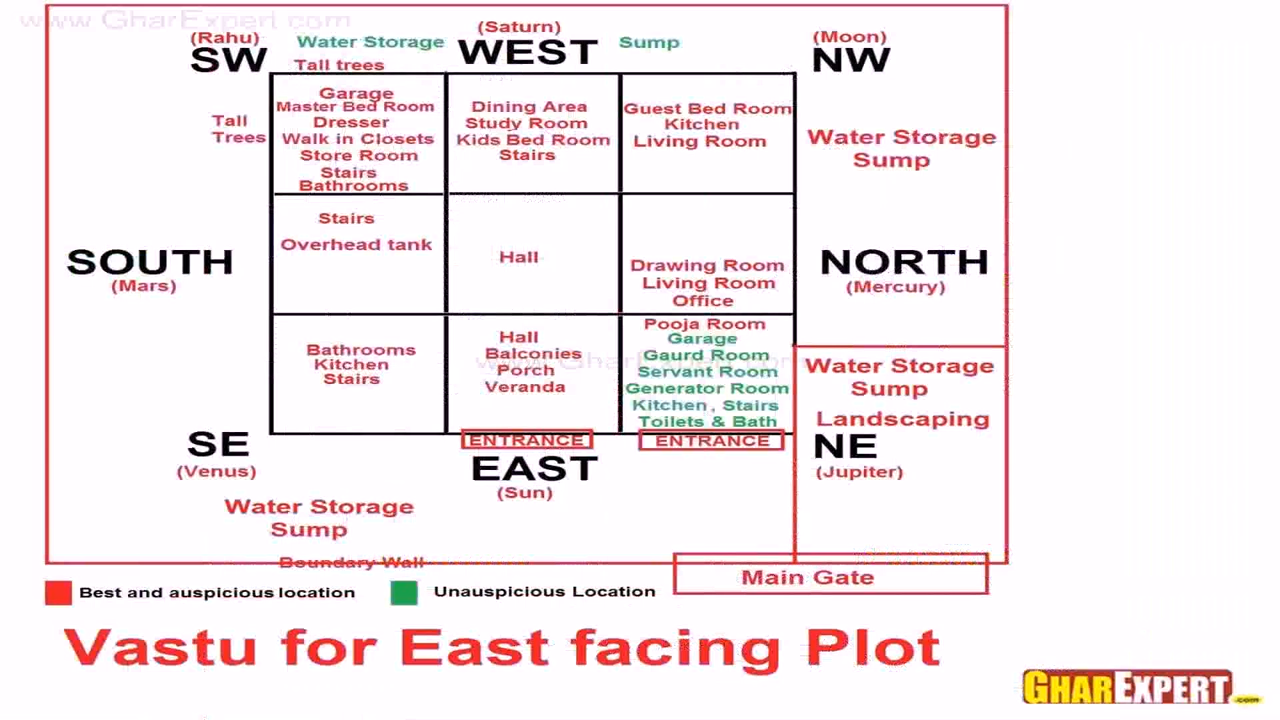 www GharExpert com
(Rahu)
SW
Water Storage
Tall trees
(Saturn)
WEST
Sump
(Moon)
NW
Tall
Trees
Garage
Master Bed Room
Dresser
Walk in Closets
Store Room
Stairs
Bathrooms
Dining Area
Study Room
Kids Bed Room
Stairs
Guest Bed Room
Kitchen
Living Room
Water Storage
Sump
SOUTH
(Mars)
Stairs
Overhead tank
Hall
Drawing Room
Living Room
Office
NORTH
(Mercury)
Bathrooms
Kitchen
Stairs
Hall
Balconies
Porch
Veranda
www GharExpert com
Pooja Room
Garage
Gaurd Room
Servant Room
Generator Room
Kitchen, Stairs
Toilets & Bath
Water Storage
Sump
Landscaping
SE
(Venus)
ENTRANCE
ENTRANCE
EAST
(Sun)
NE
(Jupiter)
Water Storage
Sump
Boundary Wall
Main Gate
Best and auspicious location
Unauspicious Location
Vastu for East facing Plot
GHAREXPERT.com